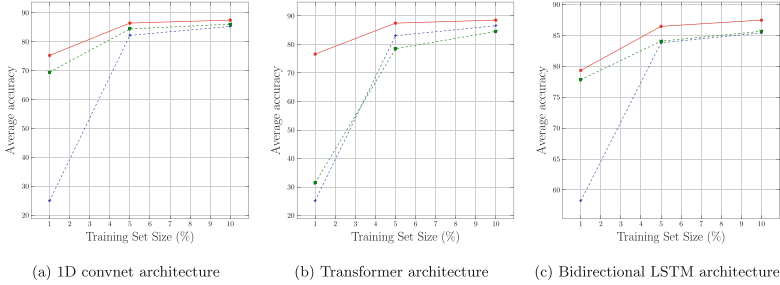 90
80
70
60
50
40
30
20
Average accuracy
1 2 3 4 5 6 7 8 9 10
Training Set Size (%)
(a) 1D convnet architecture
90
80
70
60
50
40
30
20
Average accuracy
1 2 3 4 5 6 7 8 9 10
Training Set Size (%)
(b) Transformer architecture
90
85
80
75
70
65
60
Average accuracy
1 2 3 4 5 6 7 8 9 10
Training Set Size (%)
(c) Bidirectional LSTM architecture